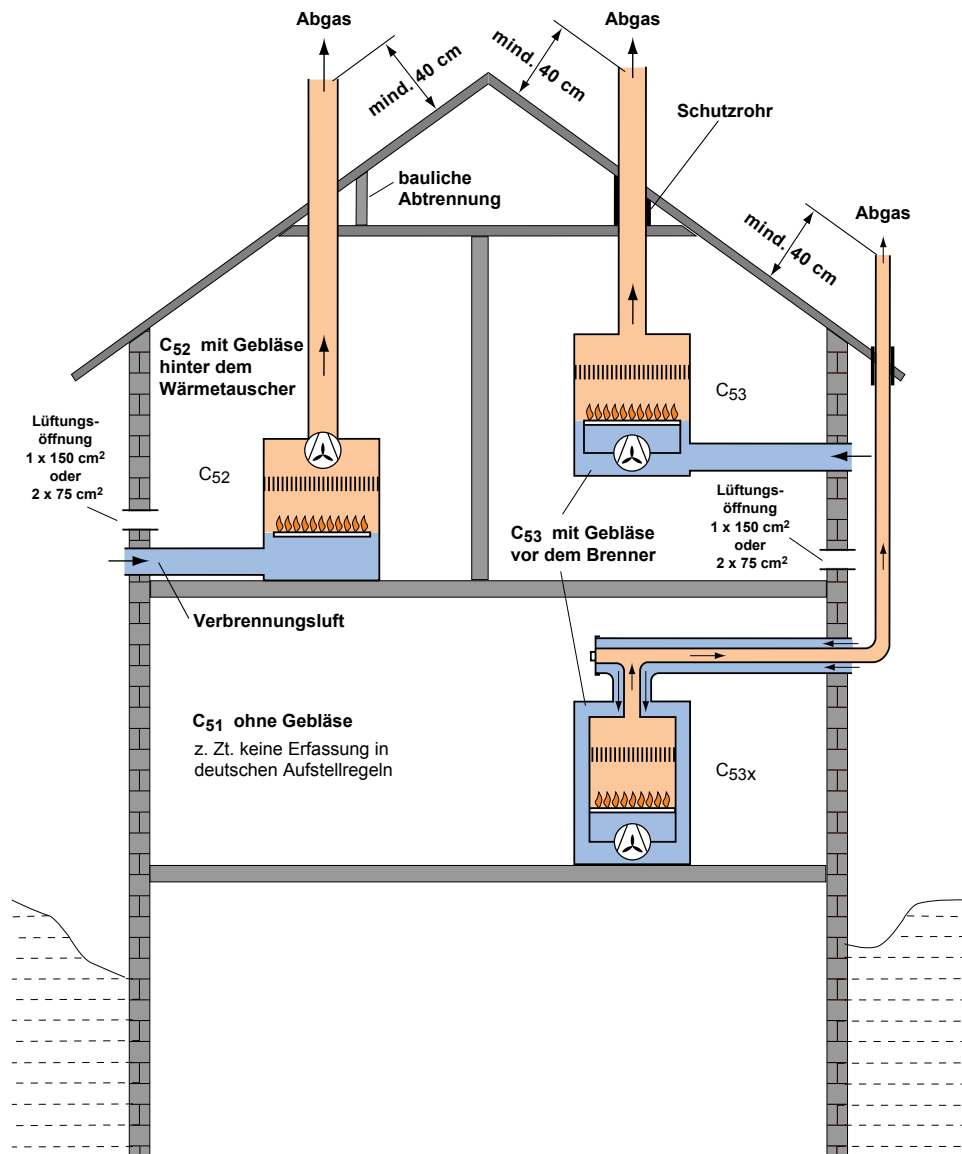 Abgas
Abgas
mind. 40 cm
mind. 40 cm
Schutzrohr
bauliche
Abtrennung
Abgas
mind. 40 cm
C52 mit Gebläse
hinter dem
Wärmetauscher
C53
Lüftungs-
öffnung
1 x 150 cm²
oder
2 x 75 cm²
C52
Lüftungs-
öffnung
1 x 150 cm²
oder
2 x 75 cm²
C53 mit Gebläse
vor dem Brenner
Verbrennungsluft
C51 ohne Gebläse
z. Zt. keine Erfassung in
deutschen Aufstellregeln
C53x